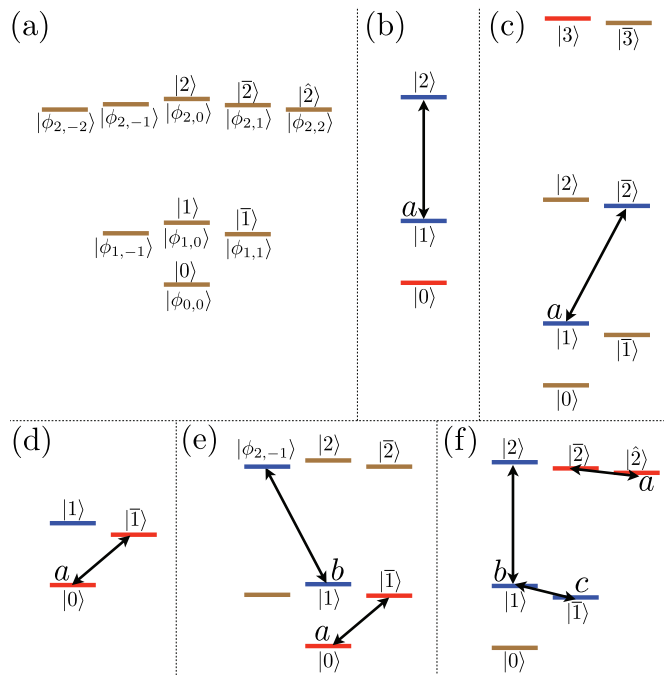 (a)
|2⟩ |2̅⟩ |2̂⟩
|ϕ₂,₋₂⟩ |ϕ₂,₋₁⟩ |ϕ₂,₀⟩ |ϕ₂,₁⟩ |ϕ₂,₂⟩
|1⟩ |1̅⟩
|ϕ₁,₋₁⟩ |ϕ₁,₀⟩ |ϕ₁,₁⟩
|0⟩
|ϕ₀,₀⟩
(b)
|2⟩
a
|1⟩
|0⟩
(c)
|3⟩ |3̅⟩
|2⟩ |2̅⟩
a
|1⟩ |1̅⟩
|0⟩
(d)
|1⟩ |1̅⟩
a
|0⟩
(e)
|ϕ₂,₋₁⟩ |2⟩ |2̅⟩
b
|1⟩ |1̅⟩
a
|0⟩
(f)
|2⟩ |2̅⟩ |2̂⟩
a
b c
|1⟩ |1̅⟩
|0⟩